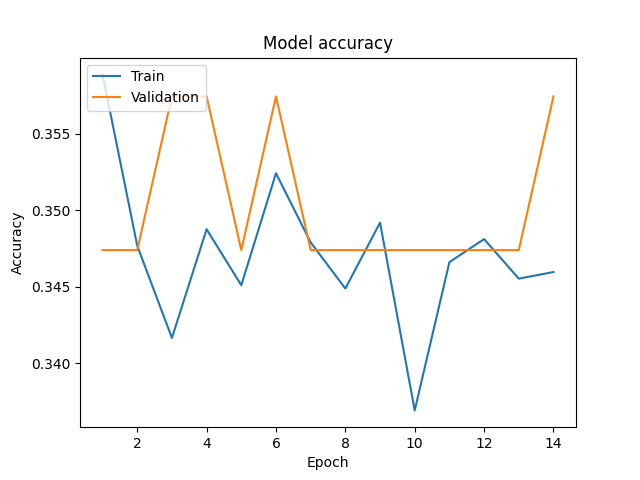 Model accuracy
Train
Validation
0.355
0.350
0.345
0.340
Accuracy
2 4 6 8 10 12 14
Epoch